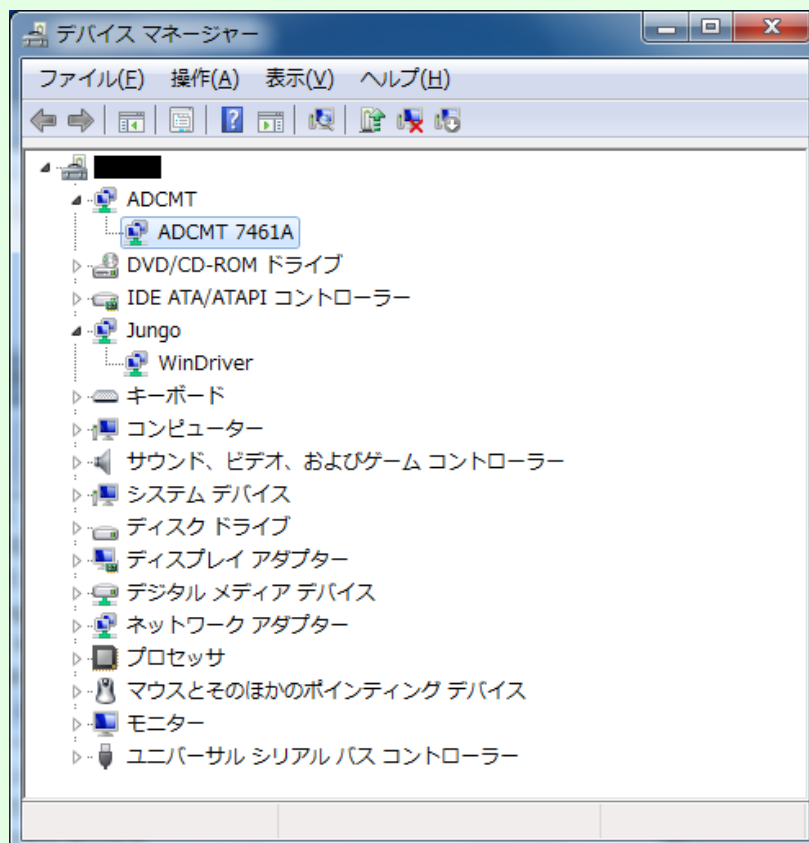 デバイス マネージャー
ファイル(F) 操作(A) 表示(V) ヘルプ(H)
ADCMT
ADCMT 7461A
DVD/CD-ROM ドライブ
IDE ATA/ATAPI コントローラー
Jungo
WinDriver
キーボード
コンピューター
サウンド、ビデオ、およびゲーム コントローラー
システム デバイス
ディスク ドライブ
ディスプレイ アダプター
デジタル メディア デバイス
ネットワーク アダプター
プロセッサ
マウスとそのほかのポインティング デバイス
モニター
ユニバーサル シリアル バス コントローラー